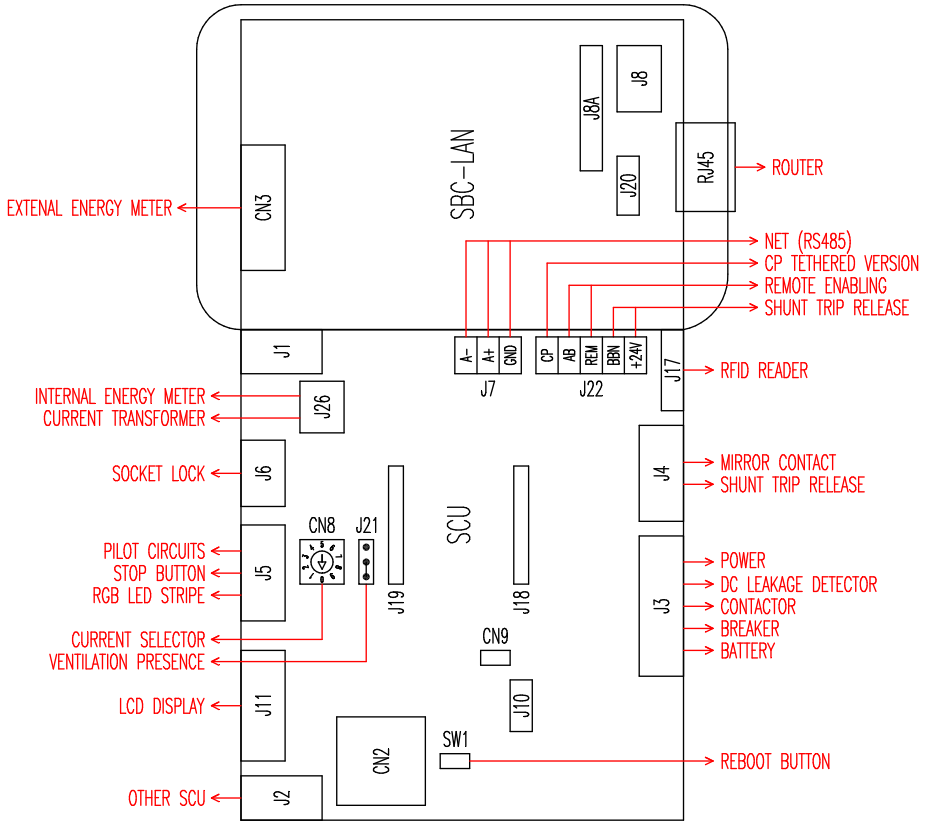 J8
J8A
SBC-LAN
RJ45
ROUTER
J20
CN3
EXTENAL ENERGY METER
NET (RS485)
CP TETHERED VERSION
REMOTE ENABLING
SHUNT TRIP RELEASE
J1
A-
A+
GND
CP
AB
REM
BBN
+24V
J7
J22
J17
RFID READER
INTERNAL ENERGY METER
CURRENT TRANSFORMER
J26
SOCKET LOCK
J6
J4
MIRROR CONTACT
SHUNT TRIP RELEASE
SCU
CN8
J21
PILOT CIRCUITS
STOP BUTTON
RGB LED STRIPE
J5
J19
J18
J3
POWER
DC LEAKAGE DETECTOR
CONTACTOR
BREAKER
BATTERY
CURRENT SELECTOR
VENTILATION PRESENCE
CN9
LCD DISPLAY
J11
J10
SW1
CN2
REBOOT BUTTON
OTHER SCU
J2